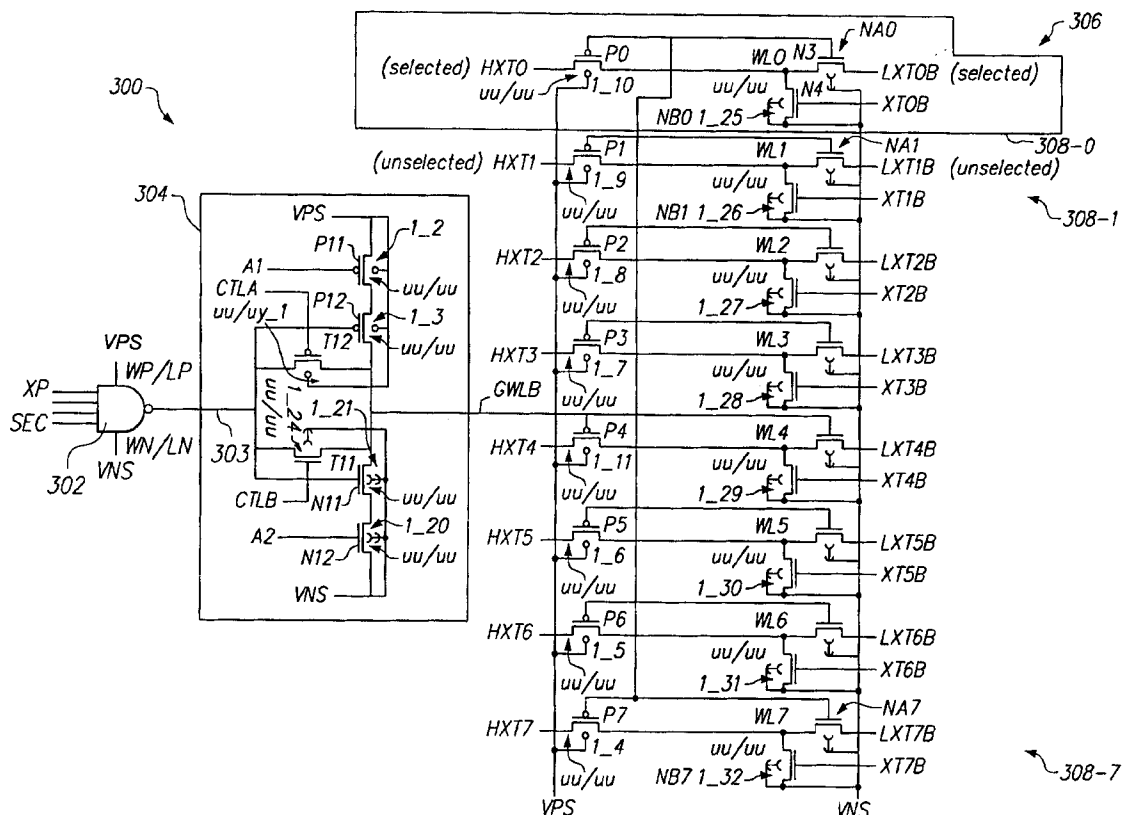 306
NA0
P0
WL0
N3
(selected) HXT0
LXT0B (selected)
uu/uu
1_10
uu/uu
N4
XT0B
NB0 1_25
308-0
300
P1
WL1
NA1
(unselected) HXT1
LXT1B (unselected)
1_9
uu/uu
uu/uu
XT1B
NB1 1_26
308-1
304
VPS
1_2
P11
A1
uu/uu
CTLA
P12
1_3
uu/uy_1
T12
uu/uu
P2
WL2
HXT2
LXT2B
1_8
uu/uu
uu/uu
XT2B
1_27
P3
WL3
HXT3
LXT3B
1_7
uu/uu
uu/uu
XT3B
1_28
VPS
WP/LP
XP
SEC
302
WN/LN
VNS
303
uu/uu
1_24
1_21
T11
CTLB
N11
uu/uu
1_20
A2
uu/uu
N12
VNS
GWLB
P4
WL4
HXT4
LXT4B
1_11
uu/uu
uu/uu
XT4B
1_29
P5
WL5
HXT5
LXT5B
1_6
uu/uu
uu/uu
XT5B
1_30
P6
WL6
HXT6
LXT6B
1_5
uu/uu
uu/uu
XT6B
1_31
P7
WL7
NA7
HXT7
LXT7B
1_4
uu/uu
uu/uu
XT7B
NB7 1_32
308-7
VPS
VNS